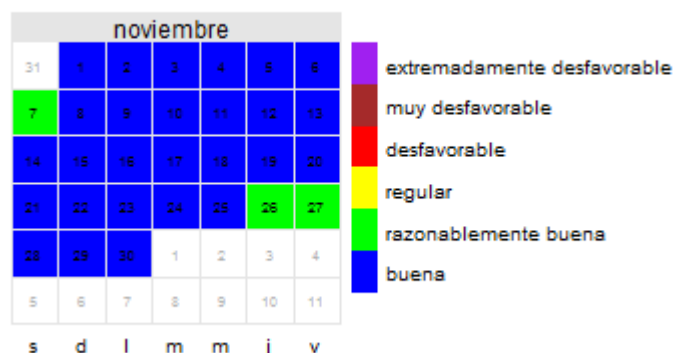 noviembre
31 1 2 3 4 5 6
7 8 9 10 11 12 13
14 15 16 17 18 19 20
21 22 23 24 25 26 27
28 29 30 1 2 3 4
5 6 7 8 9 10 11
s d l m m j v
extremadamente desfavorable
muy desfavorable
desfavorable
regular
razonablemente buena
buena